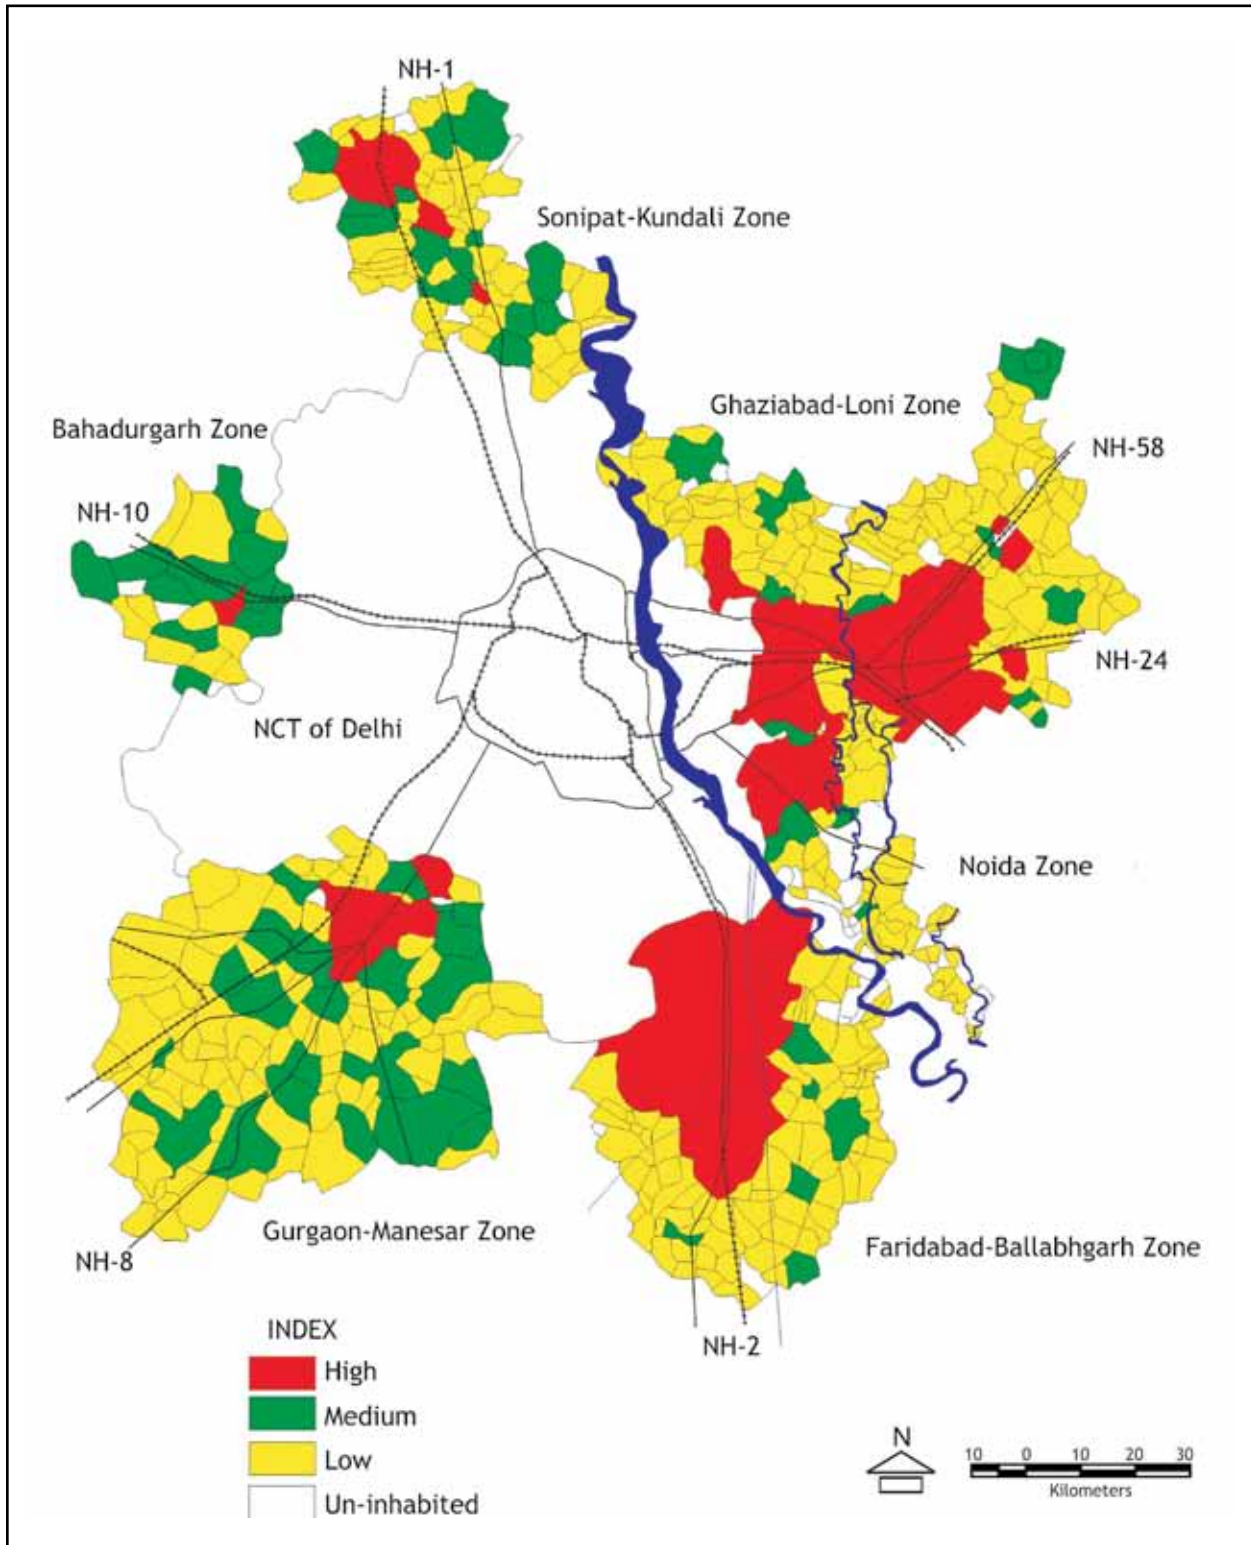 NH-1
Sonipat-Kundali Zone
Ghaziabad-Loni Zone
Bahadurgarh Zone
NH-58
NH-10
NH-24
NCT of Delhi
Noida Zone
Gurgaon-Manesar Zone
Faridabad-Ballabhgarh Zone
NH-8
NH-2
INDEX
High
Medium
Low
Un-inhabited
N
10 0 10 20 30
Kilometers